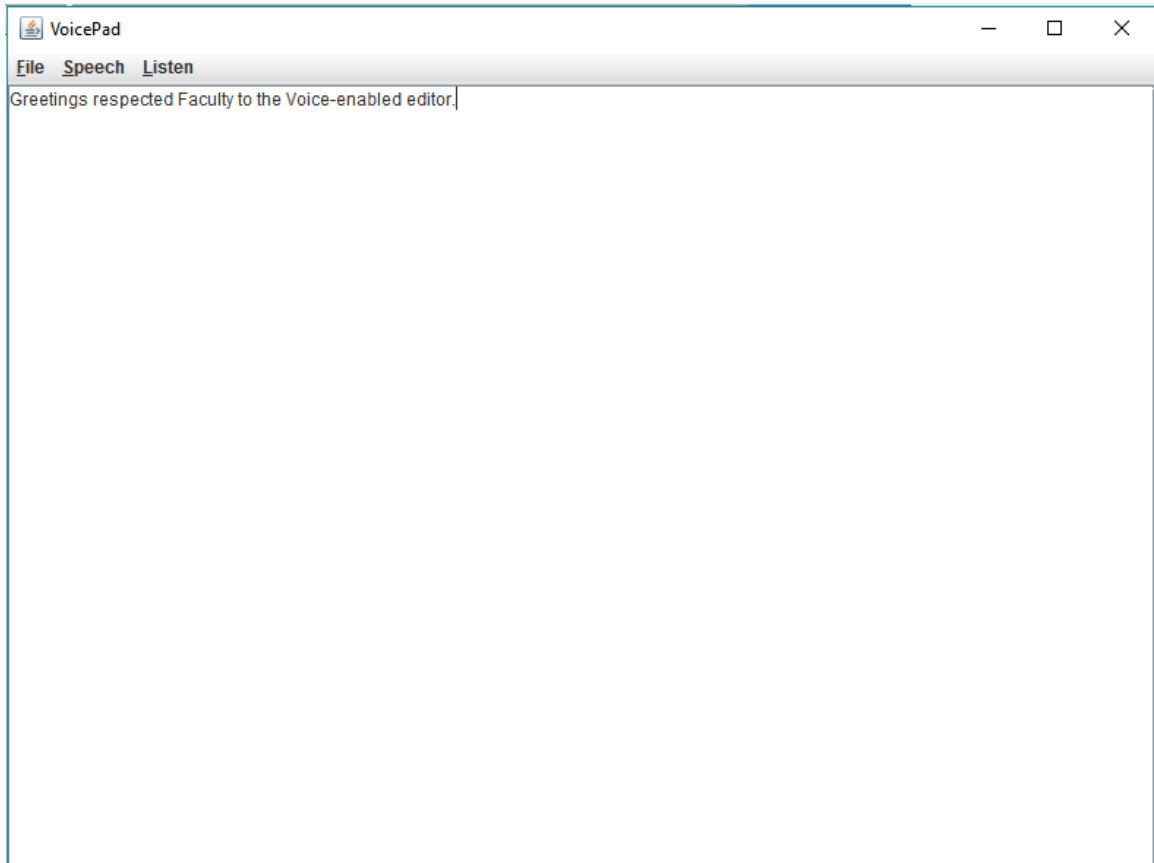 VoicePad
File Speech Listen
Greetings respected Faculty to the Voice-enabled editor.